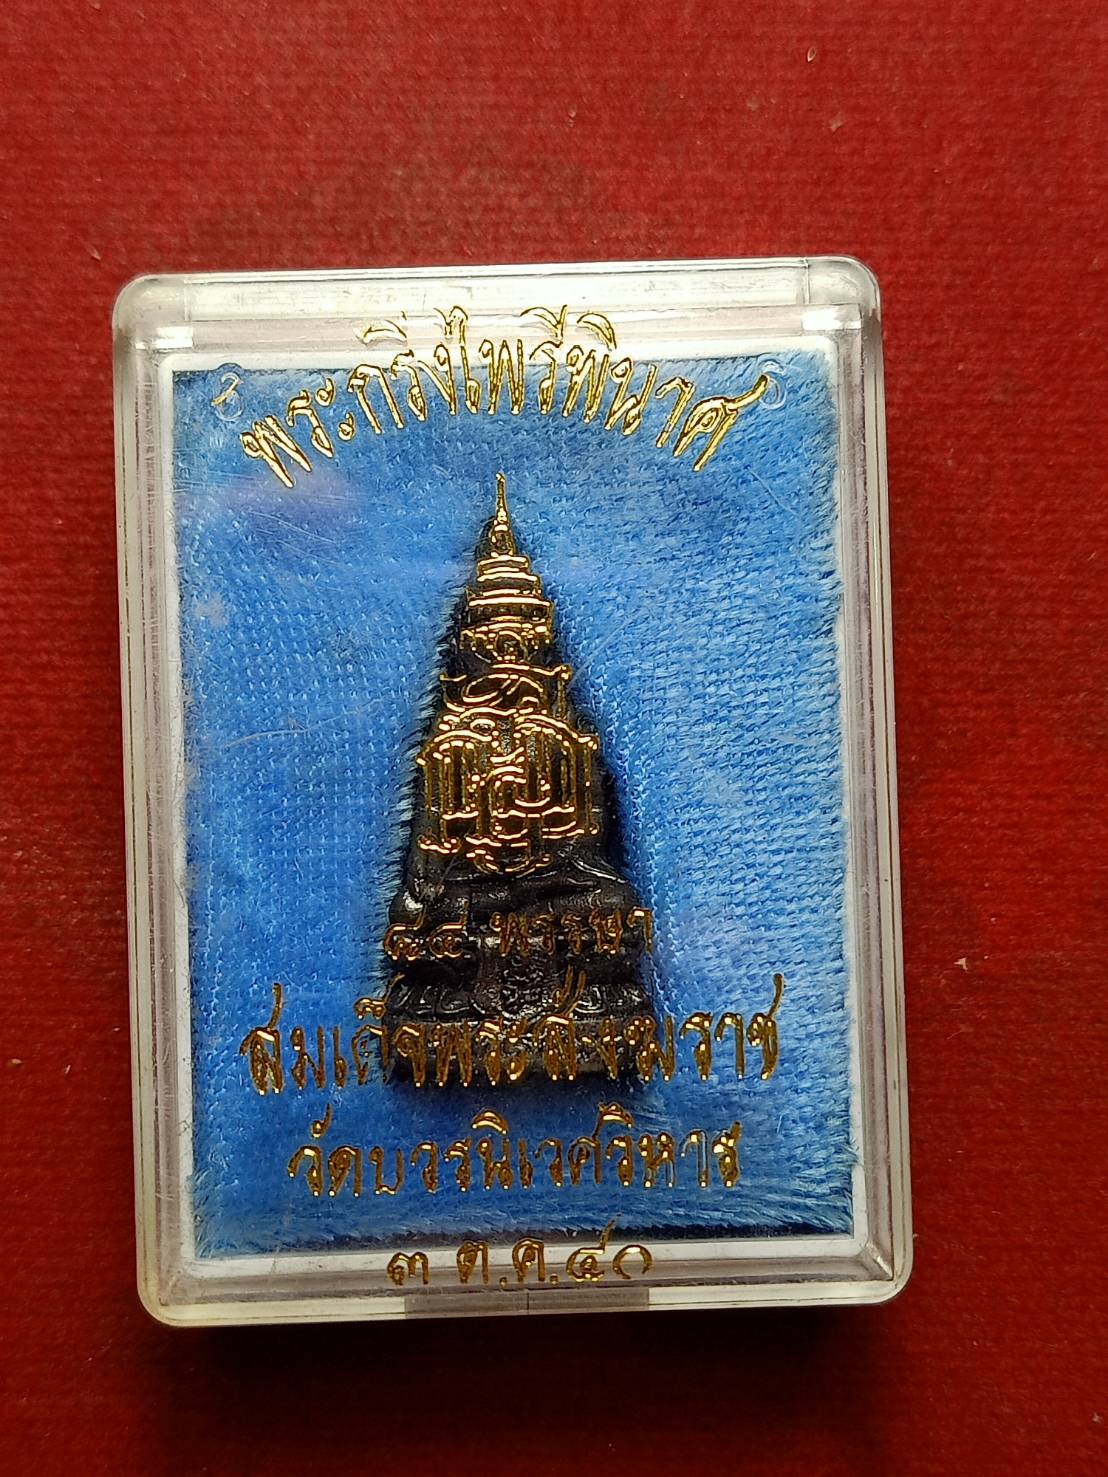 พระกริ่งไพรีพินาศ
๘๔ พรรษา
สมเด็จพระสังฆราช
วัดบวรนิเวศวิหาร
๓ ต.ค.๔๐